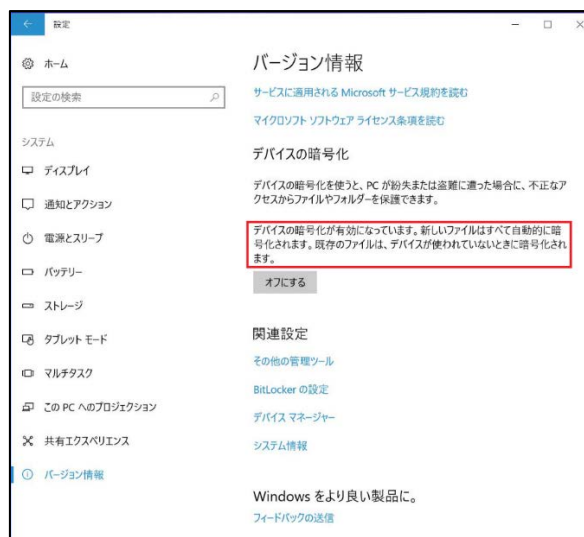 設定
ホーム
設定の検索
システム
ディスプレイ
通知とアクション
電源とスリープ
バッテリー
ストレージ
タブレット モード
マルチタスク
この PC へのプロジェクション
共有エクスペリエンス
バージョン情報
バージョン情報
サービスに適用される Microsoft サービス規約を読む
マイクロソフト ソフトウェア ライセンス条項を読む
デバイスの暗号化
デバイスの暗号化を使うと、PC が紛失または盗難に遭った場合に、不正なア
クセスからファイルやフォルダーを保護できます。
デバイスの暗号化が有効になっています。新しいファイルはすべて自動的に暗
号化されます。既存のファイルは、デバイスが使われていないときに暗号化され
ます。
オフにする
関連設定
その他の管理ツール
BitLocker の設定
デバイス マネージャー
システム情報
Windows をより良い製品に。
フィードバックの送信